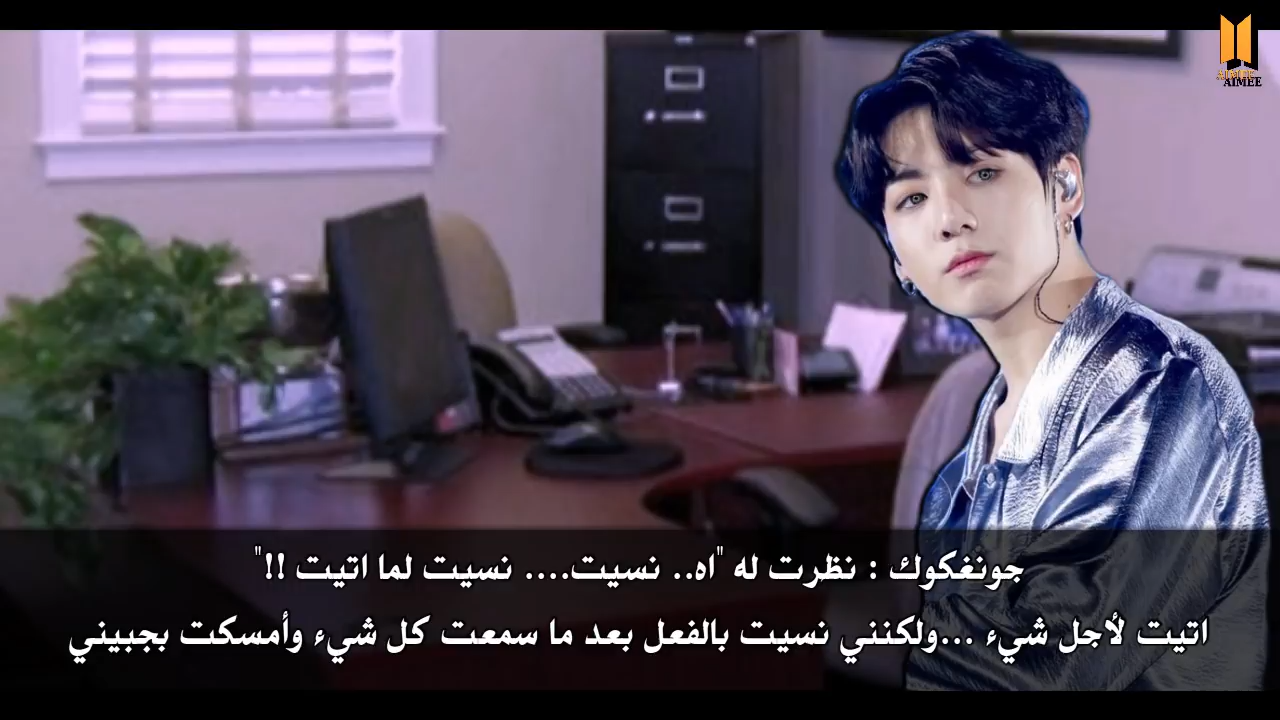 AIMEE
AIMEE
جونغكوك : نظرت له "اه.. نسيت.... نسيت لما اتيت !!"
اتيت لأجل شيء ...ولكنني نسيت بالفعل بعد ما سمعت كل شيء وأمسكت بجبيني